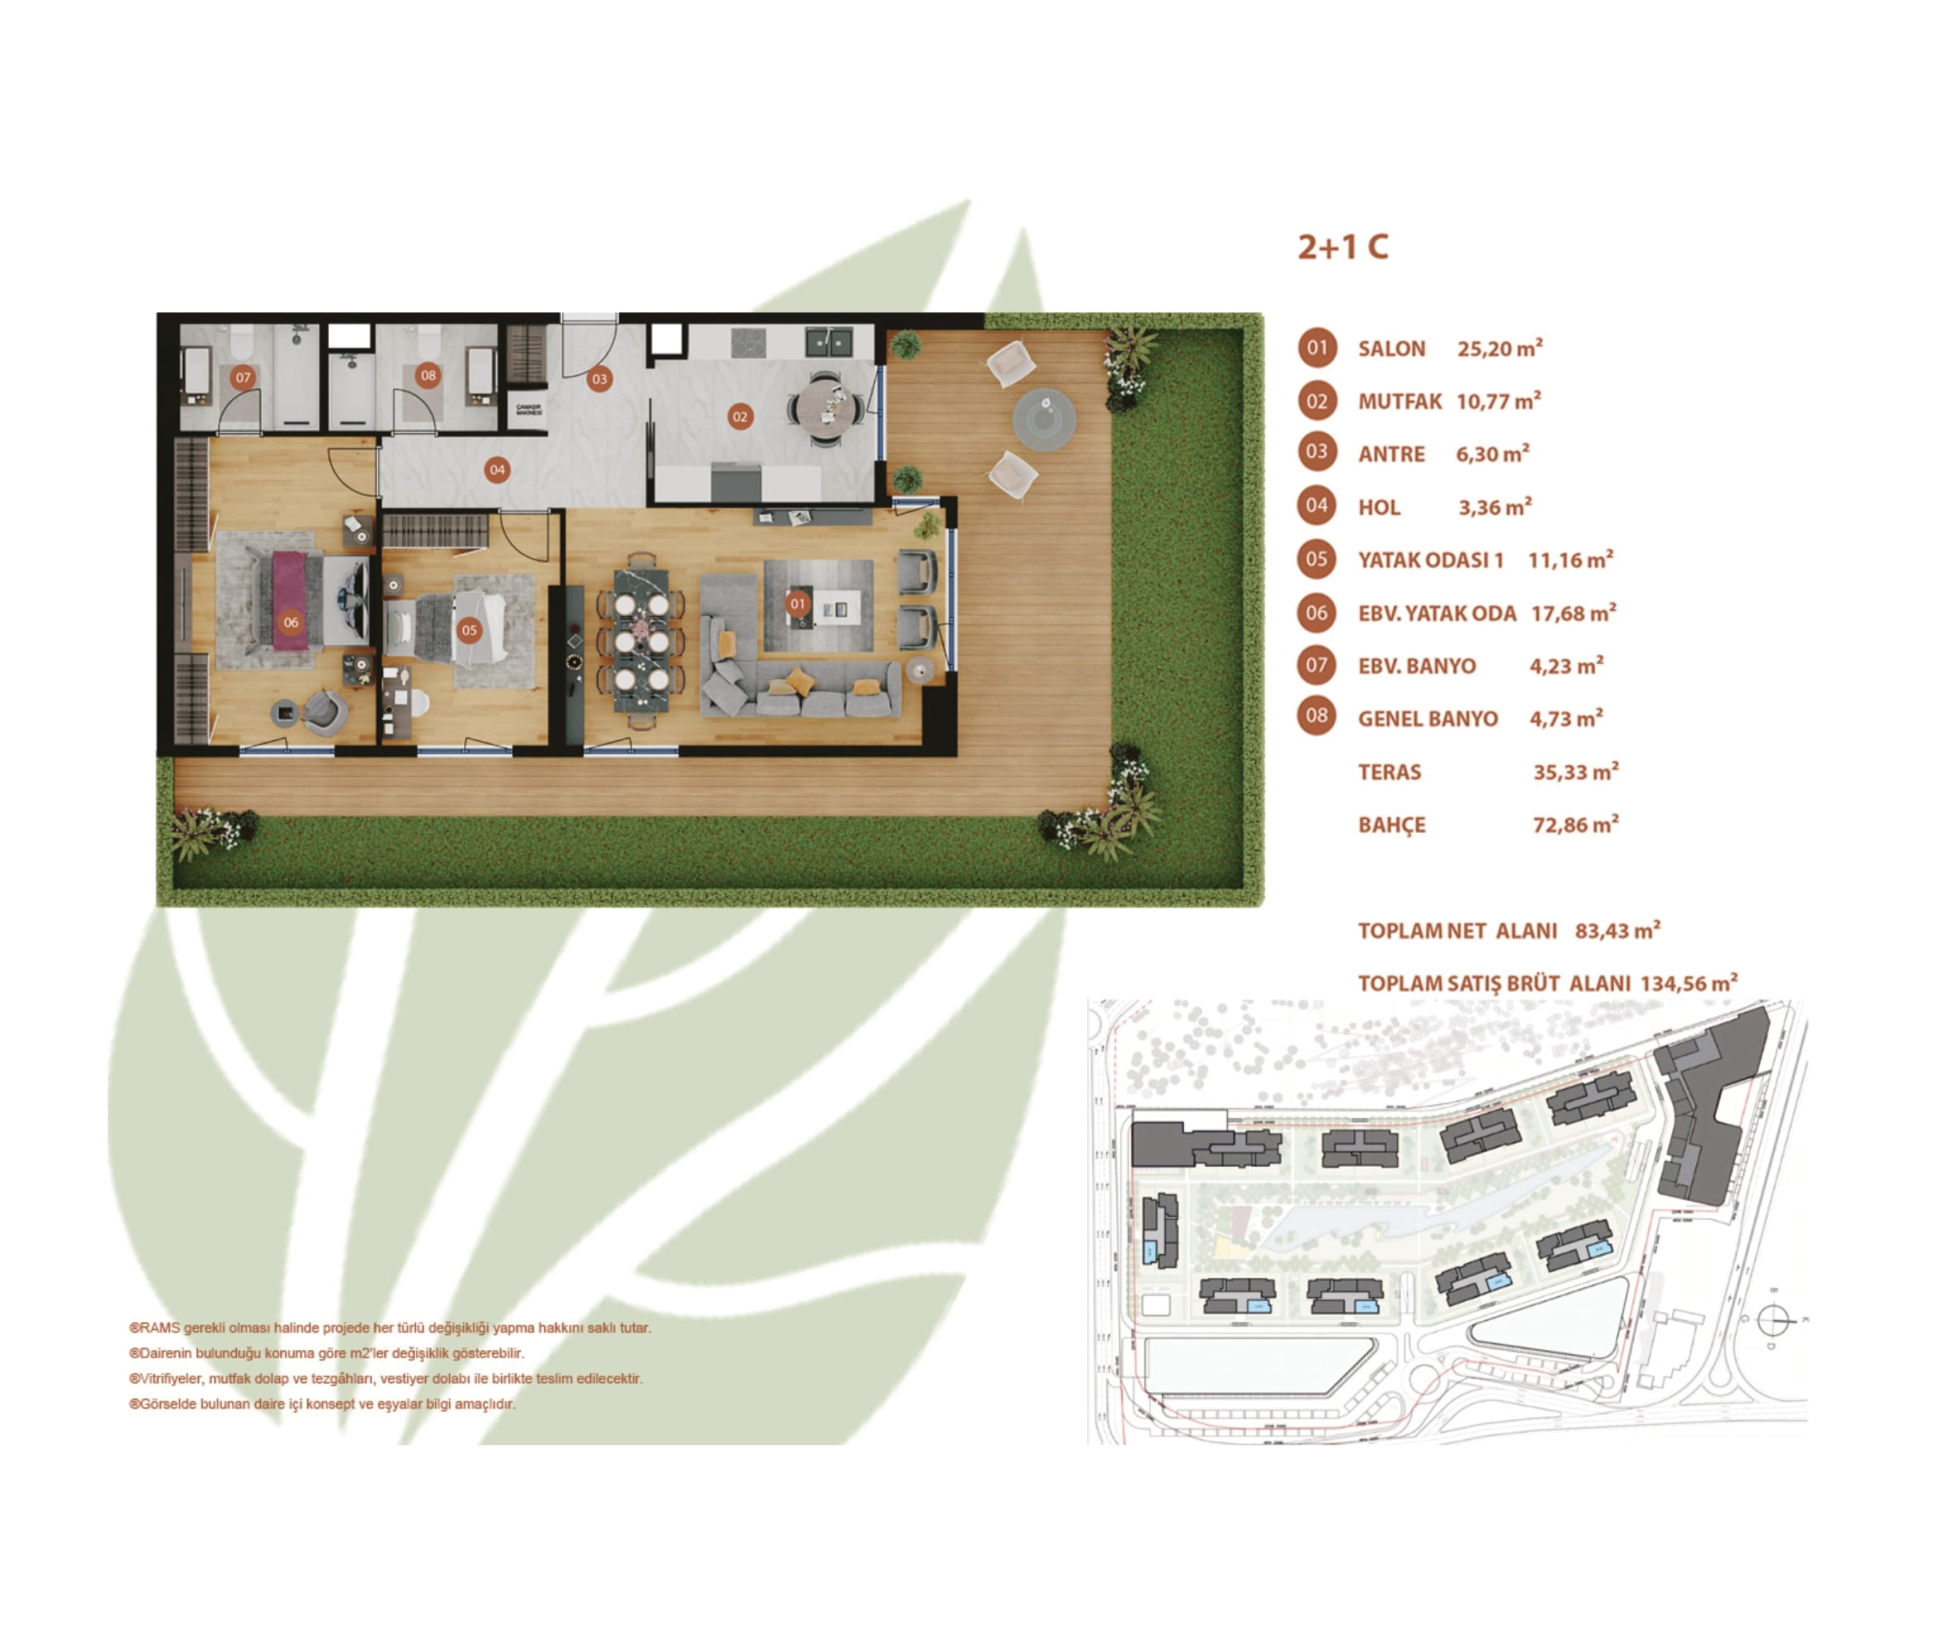 2+1 C
01 SALON 25,20 m²
02 MUTFAK 10,77 m²
03 ANTRE 6,30 m²
04 HOL 3,36 m²
05 YATAK ODASI 1 11,16 m²
06 EBV. YATAK ODA 17,68 m²
07 EBV. BANYO 4,23 m²
08 GENEL BANYO 4,73 m²
TERAS 35,33 m²
BAHÇE 72,86 m²
TOPLAM NET ALANI 83,43 m²
TOPLAM SATIŞ BRÜT ALANI 134,56 m²
07
08
03
ÇAMAŞIR
MAKİNESİ
02
04
06
05
01
®RAMS gerekli olması halinde projede her türlü değişikliği yapma hakkını saklı tutar.
®Dairenin bulunduğu konuma göre m2'ler değişiklik gösterebilir.
®Vitrifiyeler, mutfak dolap ve tezgâhları, vestiyer dolabı ile birlikte teslim edilecektir.
®Görselde bulunan daire içi konsept ve eşyalar bilgi amaçlıdır.
B
G
K
D